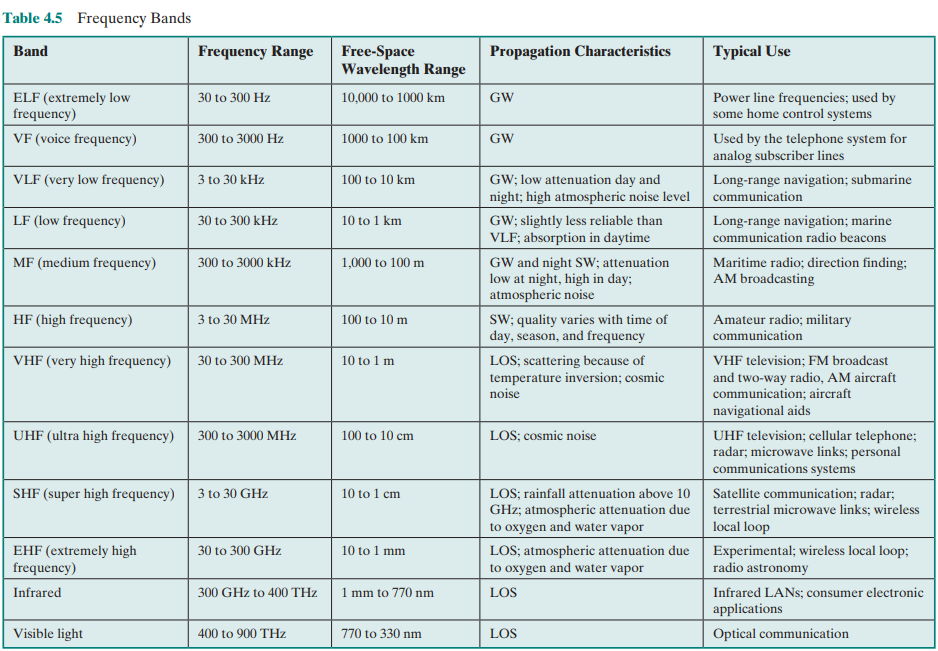 Table 4.5 Frequency Bands
Band Frequency Range Free-Space Wavelength Range Propagation Characteristics Typical Use
ELF (extremely low frequency) 30 to 300 Hz 10,000 to 1000 km GW Power line frequencies; used by some home control systems
VF (voice frequency) 300 to 3000 Hz 1000 to 100 km GW Used by the telephone system for analog subscriber lines
VLF (very low frequency) 3 to 30 kHz 100 to 10 km GW; low attenuation day and night; high atmospheric noise level Long-range navigation; submarine communication
LF (low frequency) 30 to 300 kHz 10 to 1 km GW; slightly less reliable than VLF; absorption in daytime Long-range navigation; marine communication radio beacons
MF (medium frequency) 300 to 3000 kHz 1,000 to 100 m GW and night SW; attenuation low at night, high in day; atmospheric noise Maritime radio; direction finding; AM broadcasting
HF (high frequency) 3 to 30 MHz 100 to 10 m SW; quality varies with time of day, season, and frequency Amateur radio; military communication
VHF (very high frequency) 30 to 300 MHz 10 to 1 m LOS; scattering because of temperature inversion; cosmic noise VHF television; FM broadcast and two-way radio, AM aircraft communication; aircraft navigational aids
UHF (ultra high frequency) 300 to 3000 MHz 100 to 10 cm LOS; cosmic noise UHF television; cellular telephone; radar; microwave links; personal communications systems
SHF (super high frequency) 3 to 30 GHz 10 to 1 cm LOS; rainfall attenuation above 10 GHz; atmospheric attenuation due to oxygen and water vapor Satellite communication; radar; terrestrial microwave links; wireless local loop
EHF (extremely high frequency) 30 to 300 GHz 10 to 1 mm LOS; atmospheric attenuation due to oxygen and water vapor Experimental; wireless local loop; radio astronomy
Infrared 300 GHz to 400 THz 1 mm to 770 nm LOS Infrared LANs; consumer electronic applications
Visible light 400 to 900 THz 770 to 330 nm LOS Optical communication